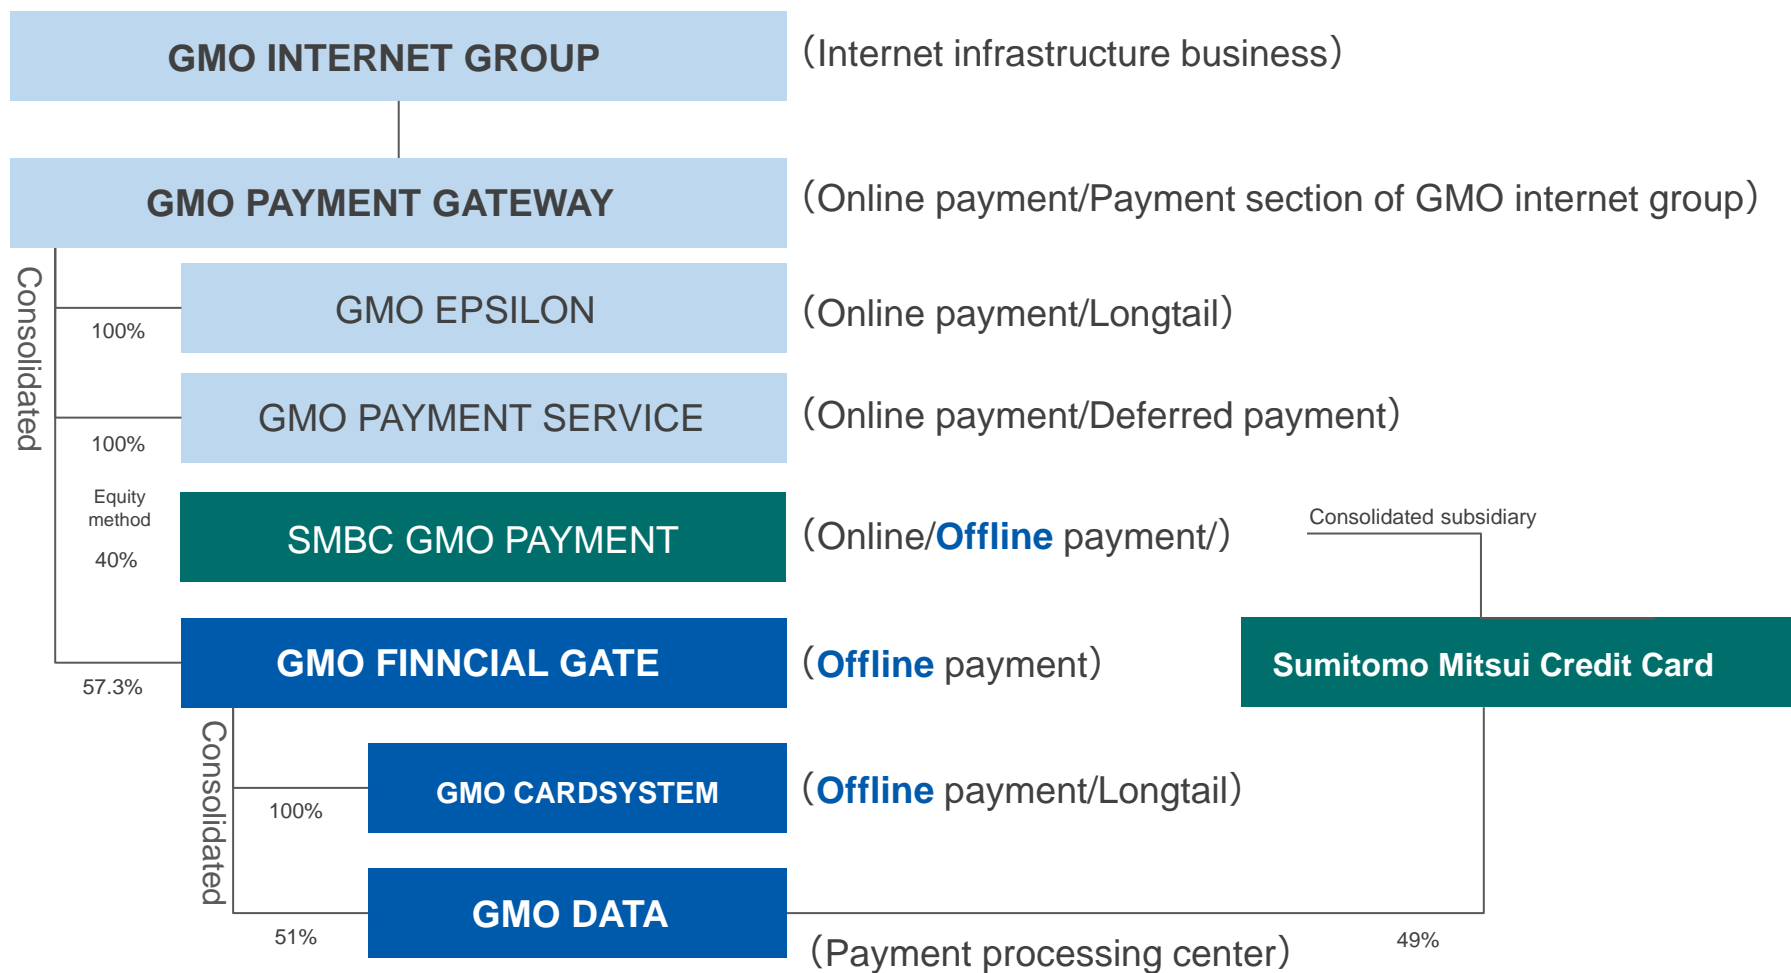 GMO INTERNET GROUP
（Internet infrastructure business）
GMO PAYMENT GATEWAY
（Online payment/Payment section of GMO internet group）
Consolidated
GMO EPSILON
（Online payment/Longtail）
100%
GMO PAYMENT SERVICE
（Online payment/Deferred payment）
100%
Equity
method
40%
SMBC GMO PAYMENT
（Online/Offline payment/）
Consolidated subsidiary
GMO FINNCIAL GATE
（Offline payment）
Sumitomo Mitsui Credit Card
57.3%
Consolidated
GMO CARDSYSTEM
（Offline payment/Longtail）
100%
GMO DATA
51%
（Payment processing center）
49%